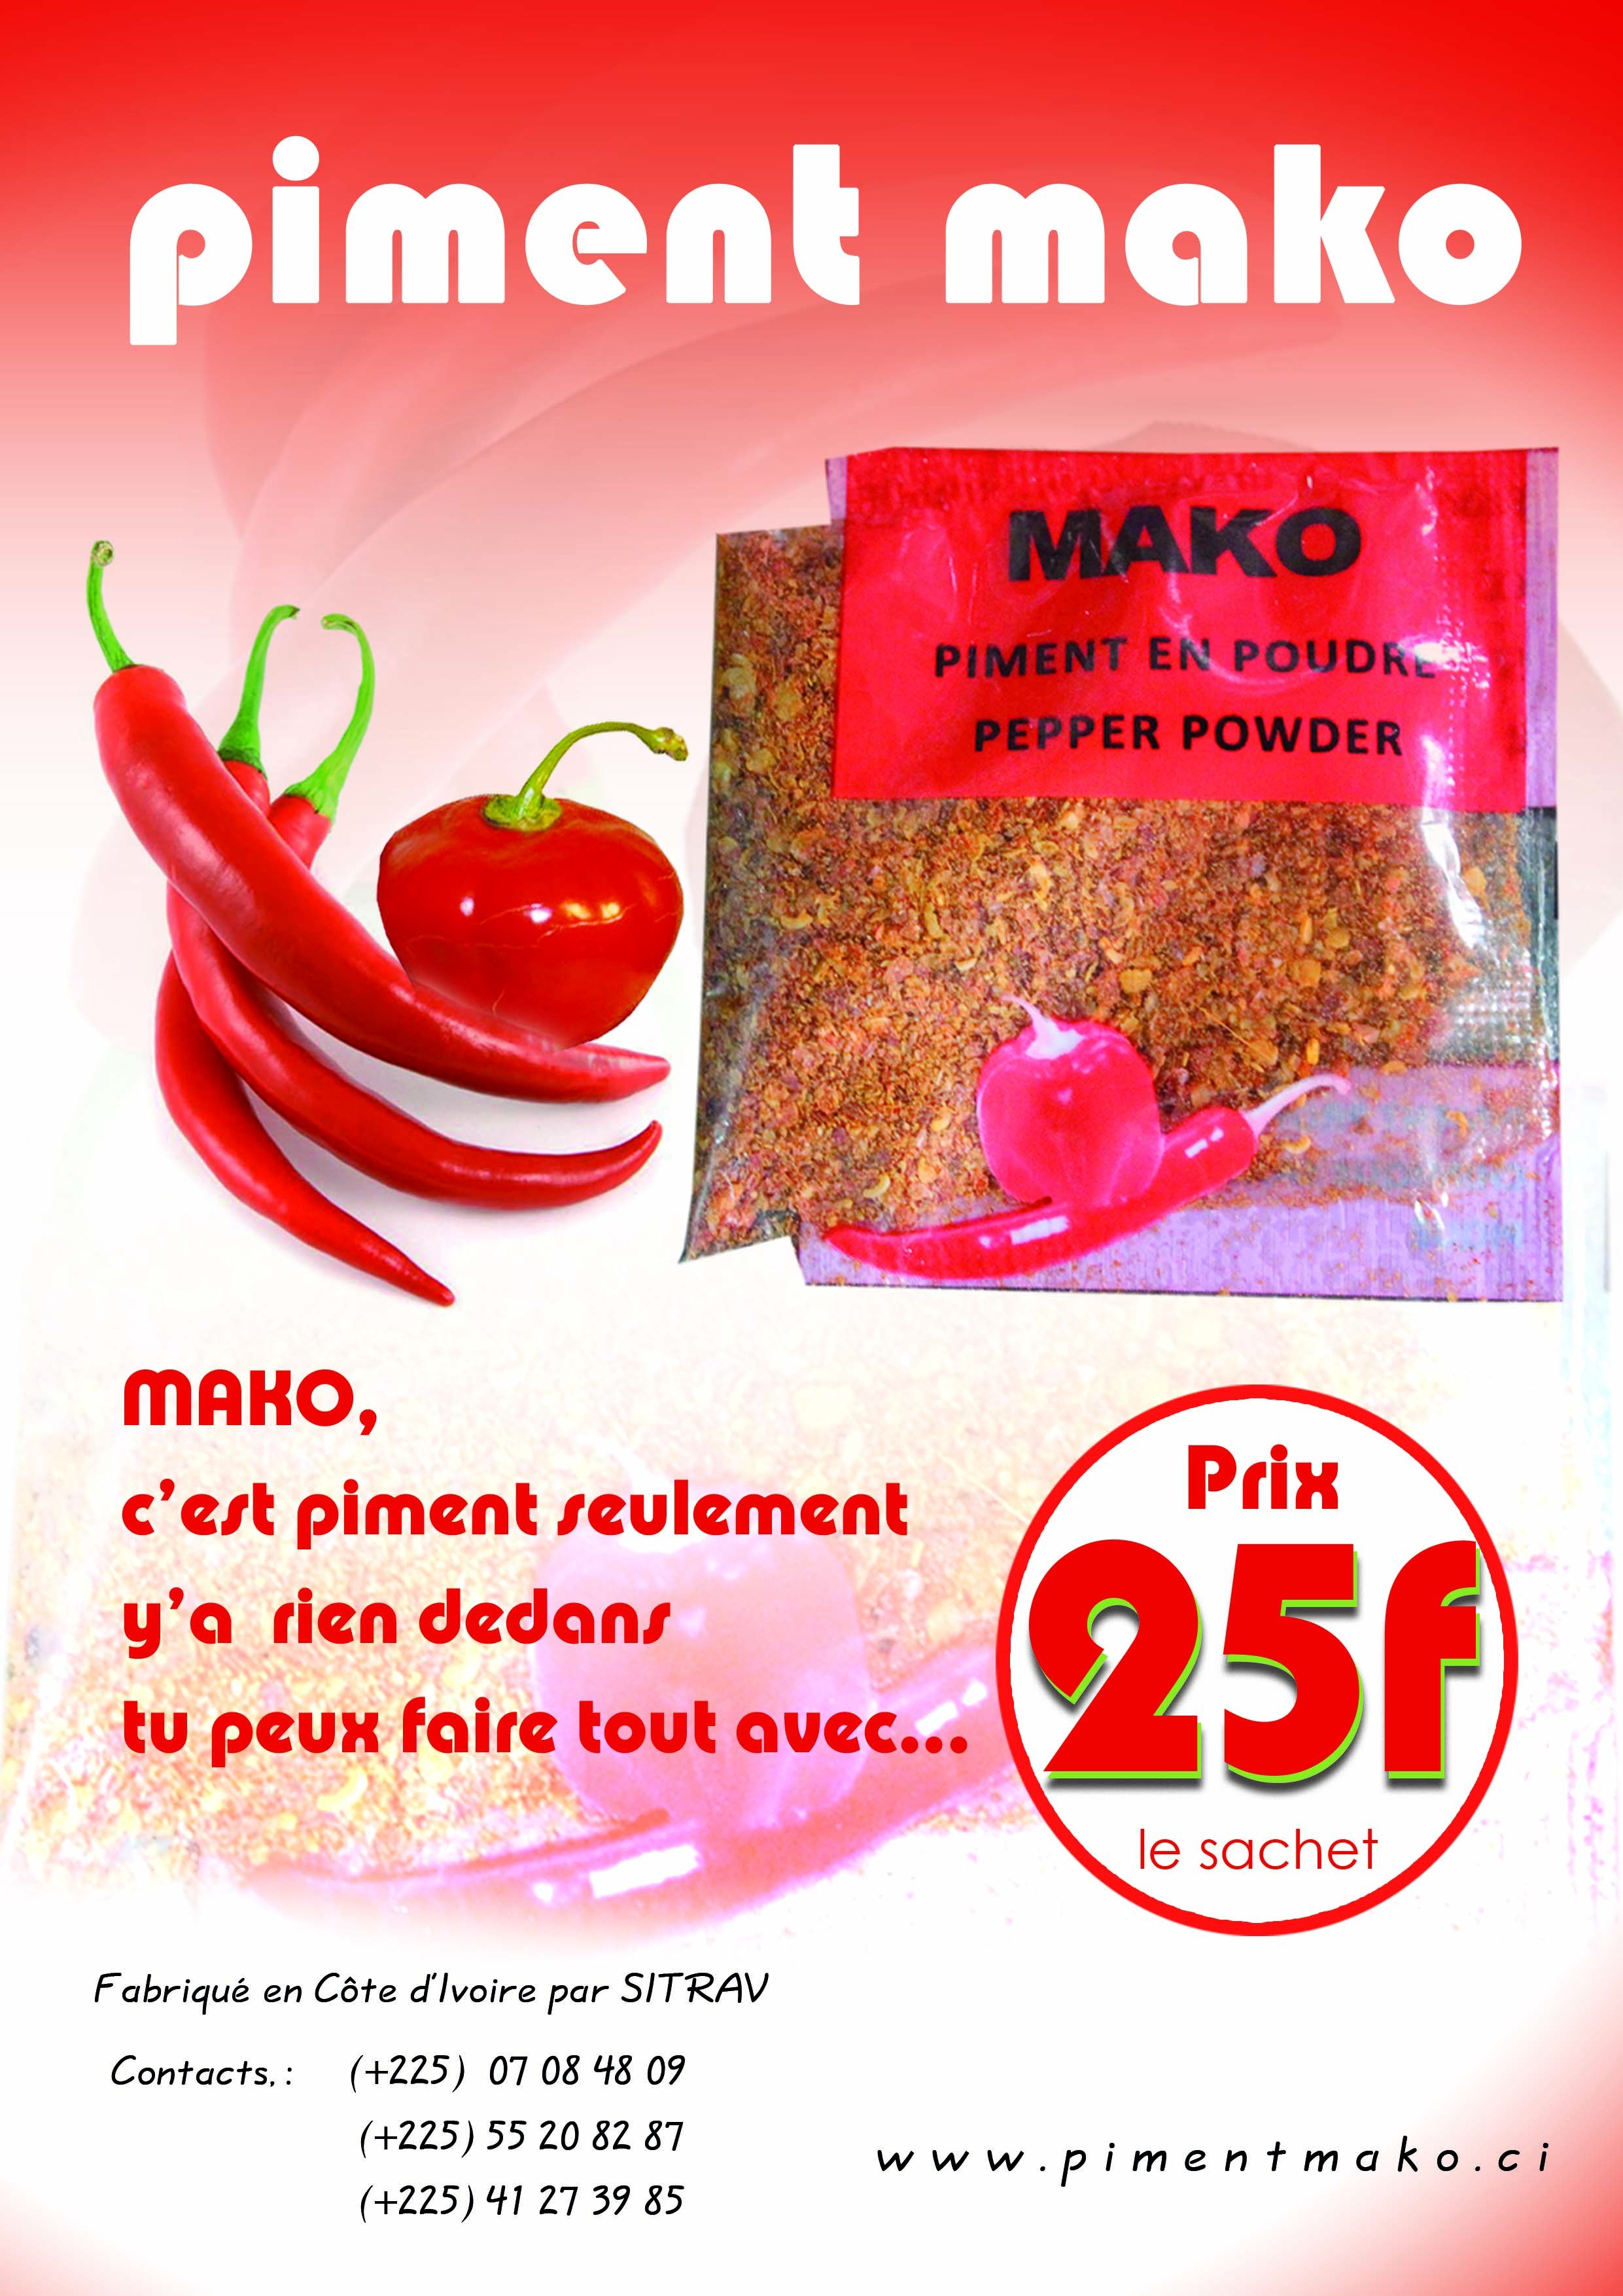 piment mako
MAKO
PIMENT EN POUDRE
PEPPER POWDER
MAKO,
c'est piment seulement
y'a rien dedans
tu peux faire tout avec...
Prix
25f
le sachet
Fabriqué en Côte d'Ivoire par SITRAV
Contacts, : (+225) 07 08 48 09
(+225) 55 20 82 87
(+225) 41 27 39 85
www.pimentmako.ci